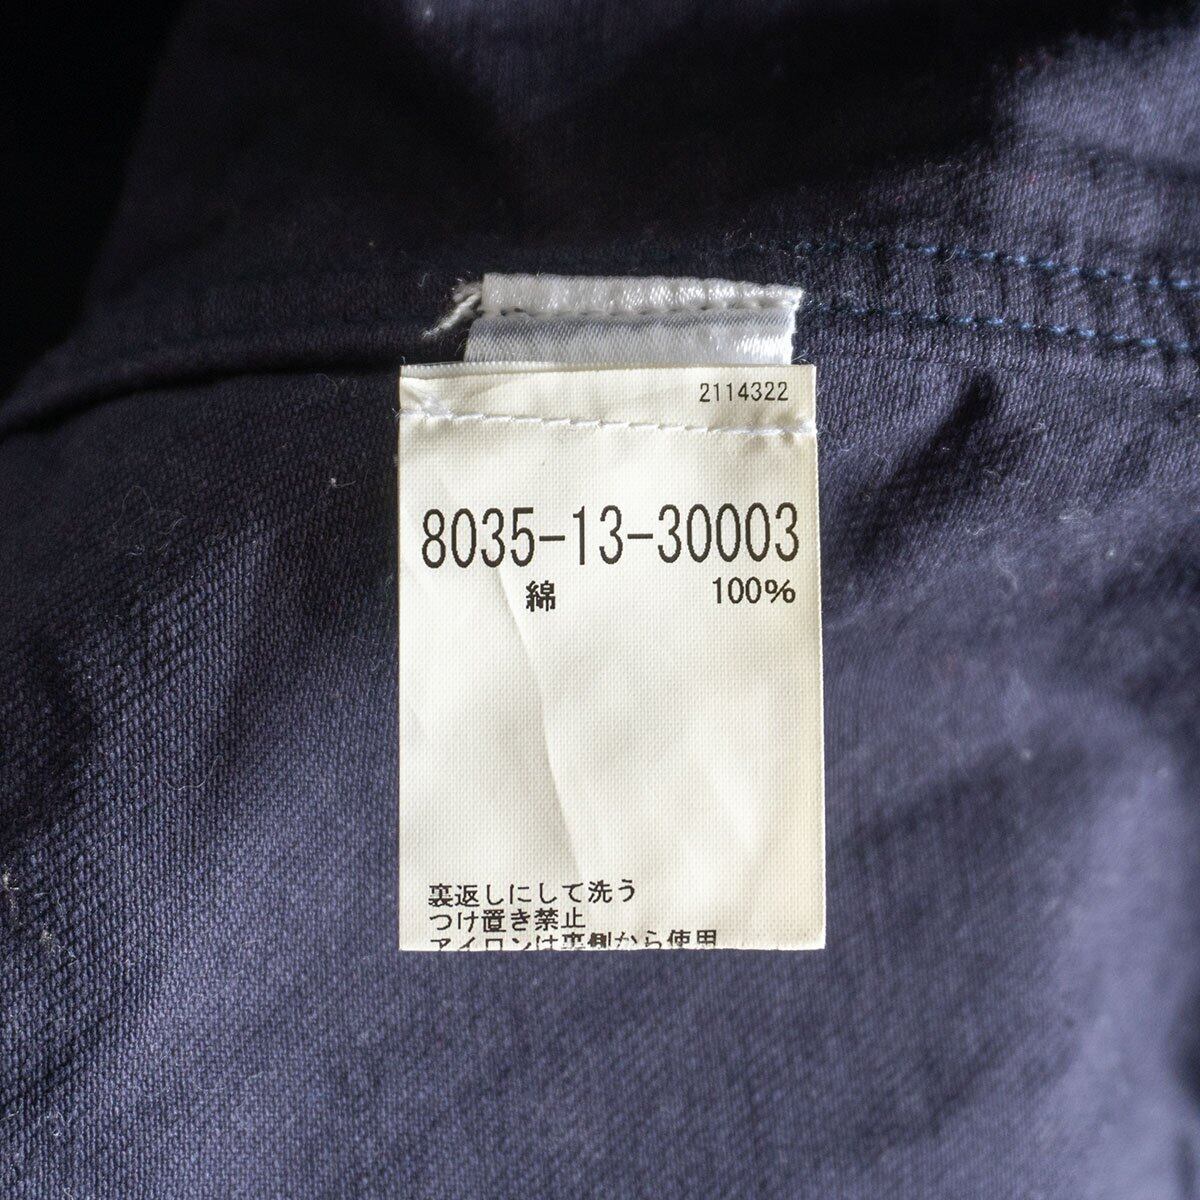 2114322
8035-13-30003
綿 100%
裏返しにして洗う
つけ置き禁止
アイロンは裏側から使用